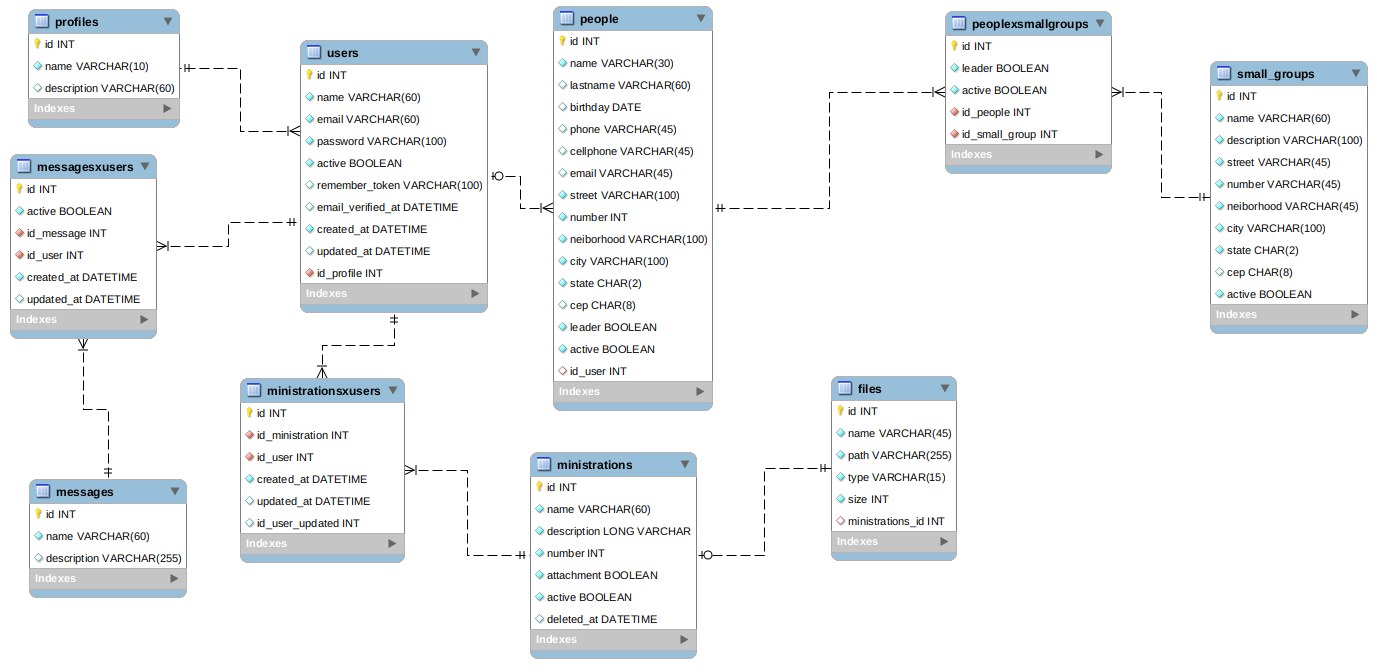 profiles
id INT
name VARCHAR(10)
description VARCHAR(60)
Indexes
users
id INT
name VARCHAR(60)
email VARCHAR(60)
password VARCHAR(100)
active BOOLEAN
remember_token VARCHAR(100)
email_verified_at DATETIME
created_at DATETIME
updated_at DATETIME
id_profile INT
Indexes
people
id INT
name VARCHAR(30)
lastname VARCHAR(60)
birthday DATE
phone VARCHAR(45)
cellphone VARCHAR(45)
email VARCHAR(45)
street VARCHAR(100)
number INT
neiborhood VARCHAR(100)
city VARCHAR(100)
state CHAR(2)
cep CHAR(8)
leader BOOLEAN
active BOOLEAN
id_user INT
Indexes
peoplexsmallgroups
id INT
leader BOOLEAN
active BOOLEAN
id_people INT
id_small_group INT
Indexes
small_groups
id INT
name VARCHAR(60)
description VARCHAR(100)
street VARCHAR(45)
number VARCHAR(45)
neiborhood VARCHAR(45)
city VARCHAR(100)
state CHAR(2)
cep CHAR(8)
active BOOLEAN
Indexes
messagesxusers
id INT
active BOOLEAN
id_message INT
id_user INT
created_at DATETIME
updated_at DATETIME
Indexes
ministrationsxusers
id INT
id_ministration INT
id_user INT
created_at DATETIME
updated_at DATETIME
id_user_updated INT
Indexes
files
id INT
name VARCHAR(45)
path VARCHAR(255)
type VARCHAR(15)
size INT
ministrations_id INT
Indexes
messages
id INT
name VARCHAR(60)
description VARCHAR(255)
Indexes
ministrations
id INT
name VARCHAR(60)
description LONG VARCHAR
number INT
attachment BOOLEAN
active BOOLEAN
deleted_at DATETIME
Indexes